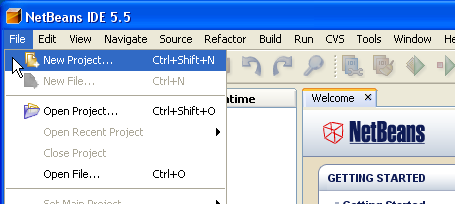 NetBeans IDE 5.5
File Edit View Navigate Source Refactor Build Run CVS Tools Window
New Project... Ctrl+Shift+N
New File... Ctrl+N
ntime Welcome ×
Open Project... Ctrl+Shift+O
Open Recent Project
NetBeans
Close Project
Open File... Ctrl+O
GETTING STARTED
Set Main Project
Getting Started